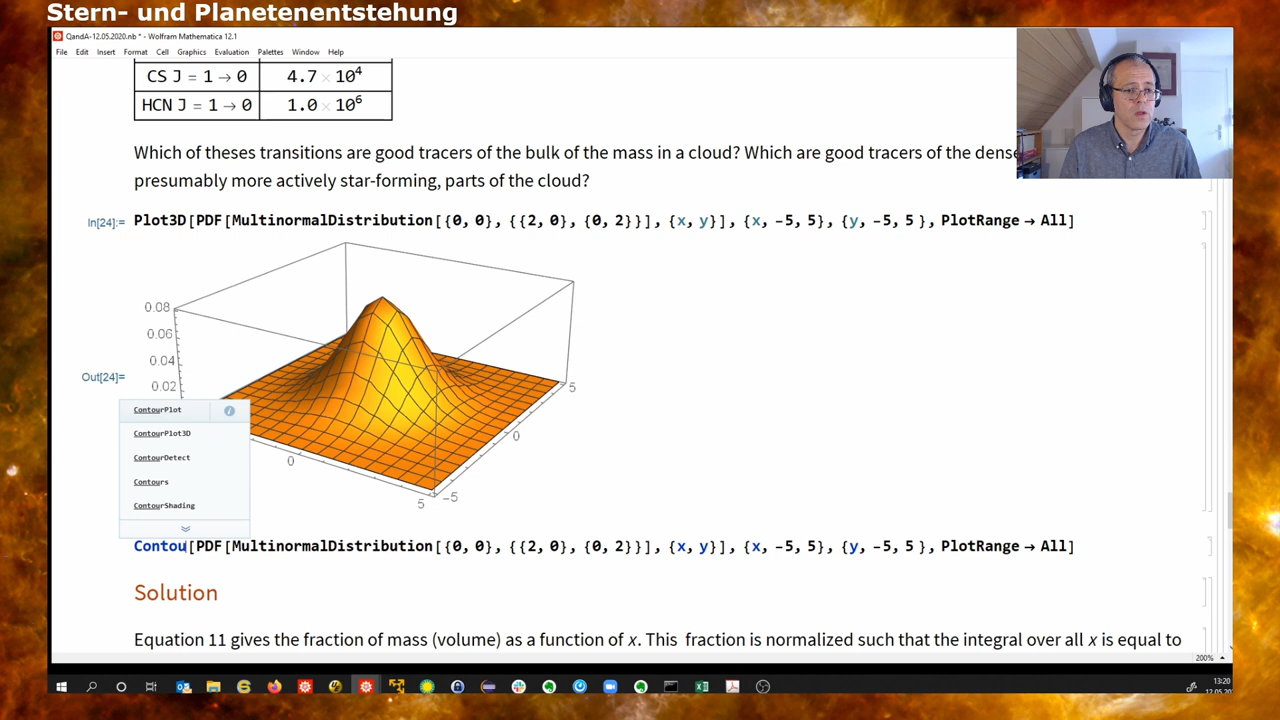 Stern- und Planetenentstehung
QandA-12.05.2020.nb * - Wolfram Mathematica 12.1
File Edit Insert Format Cell Graphics Evaluation Palettes Window Help
CS J = 1 → 0 4.7 × 10⁴
HCN J = 1 → 0 1.0 × 10⁶
Which of theses transitions are good tracers of the bulk of the mass in a cloud? Which are good tracers of the dense
presumably more actively star-forming, parts of the cloud?
In[24]:= Plot3D[PDF[MultinormalDistribution[{0, 0}, {{2, 0}, {0, 2}}], {x, y}], {x, -5, 5}, {y, -5, 5 }, PlotRange → All]
0.08
0.06
0.04
Out[24]=
0.02
5
0
0
-5
5
ContourPlot
ContourPlot3D
ContourDetect
Contours
ContourShading
Contou[PDF[MultinormalDistribution[{0, 0}, {{2, 0}, {0, 2}}], {x, y}], {x, -5, 5}, {y, -5, 5 }, PlotRange → All]
Solution
Equation 11 gives the fraction of mass (volume) as a function of x. This fraction is normalized such that the integral over all x is equal to
200%
13:20